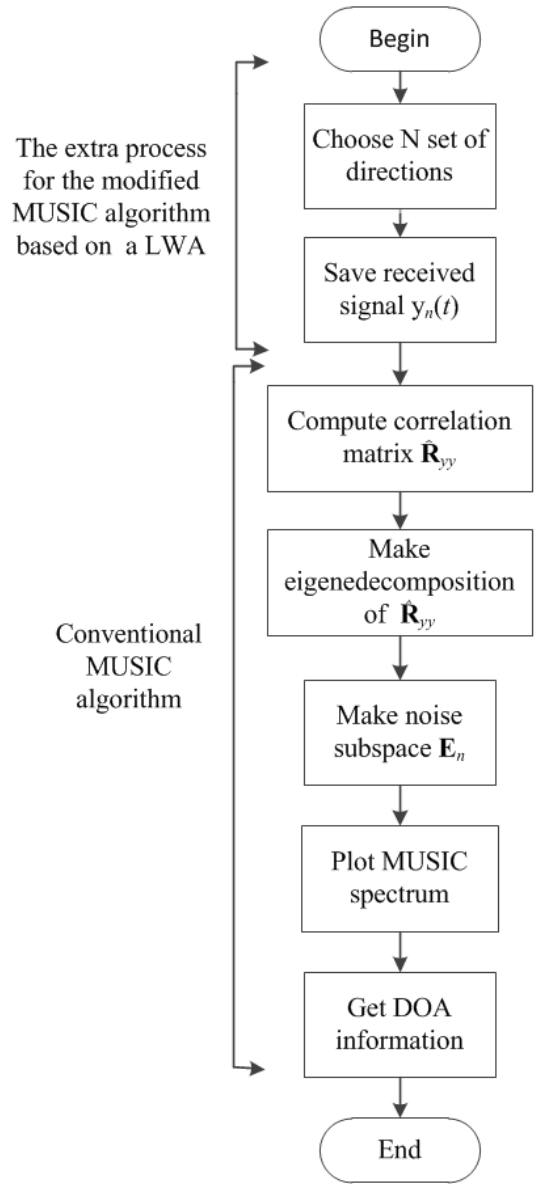 Begin
Choose N set of
directions
Save received
signal yₙ(t)
The extra process
for the modified
MUSIC algorithm
based on a LWA
Compute correlation
matrix R̂yy
Make
eigenedecomposition
of R̂yy
Make noise
subspace Eₙ
Plot MUSIC
spectrum
Get DOA
information
Conventional
MUSIC
algorithm
End